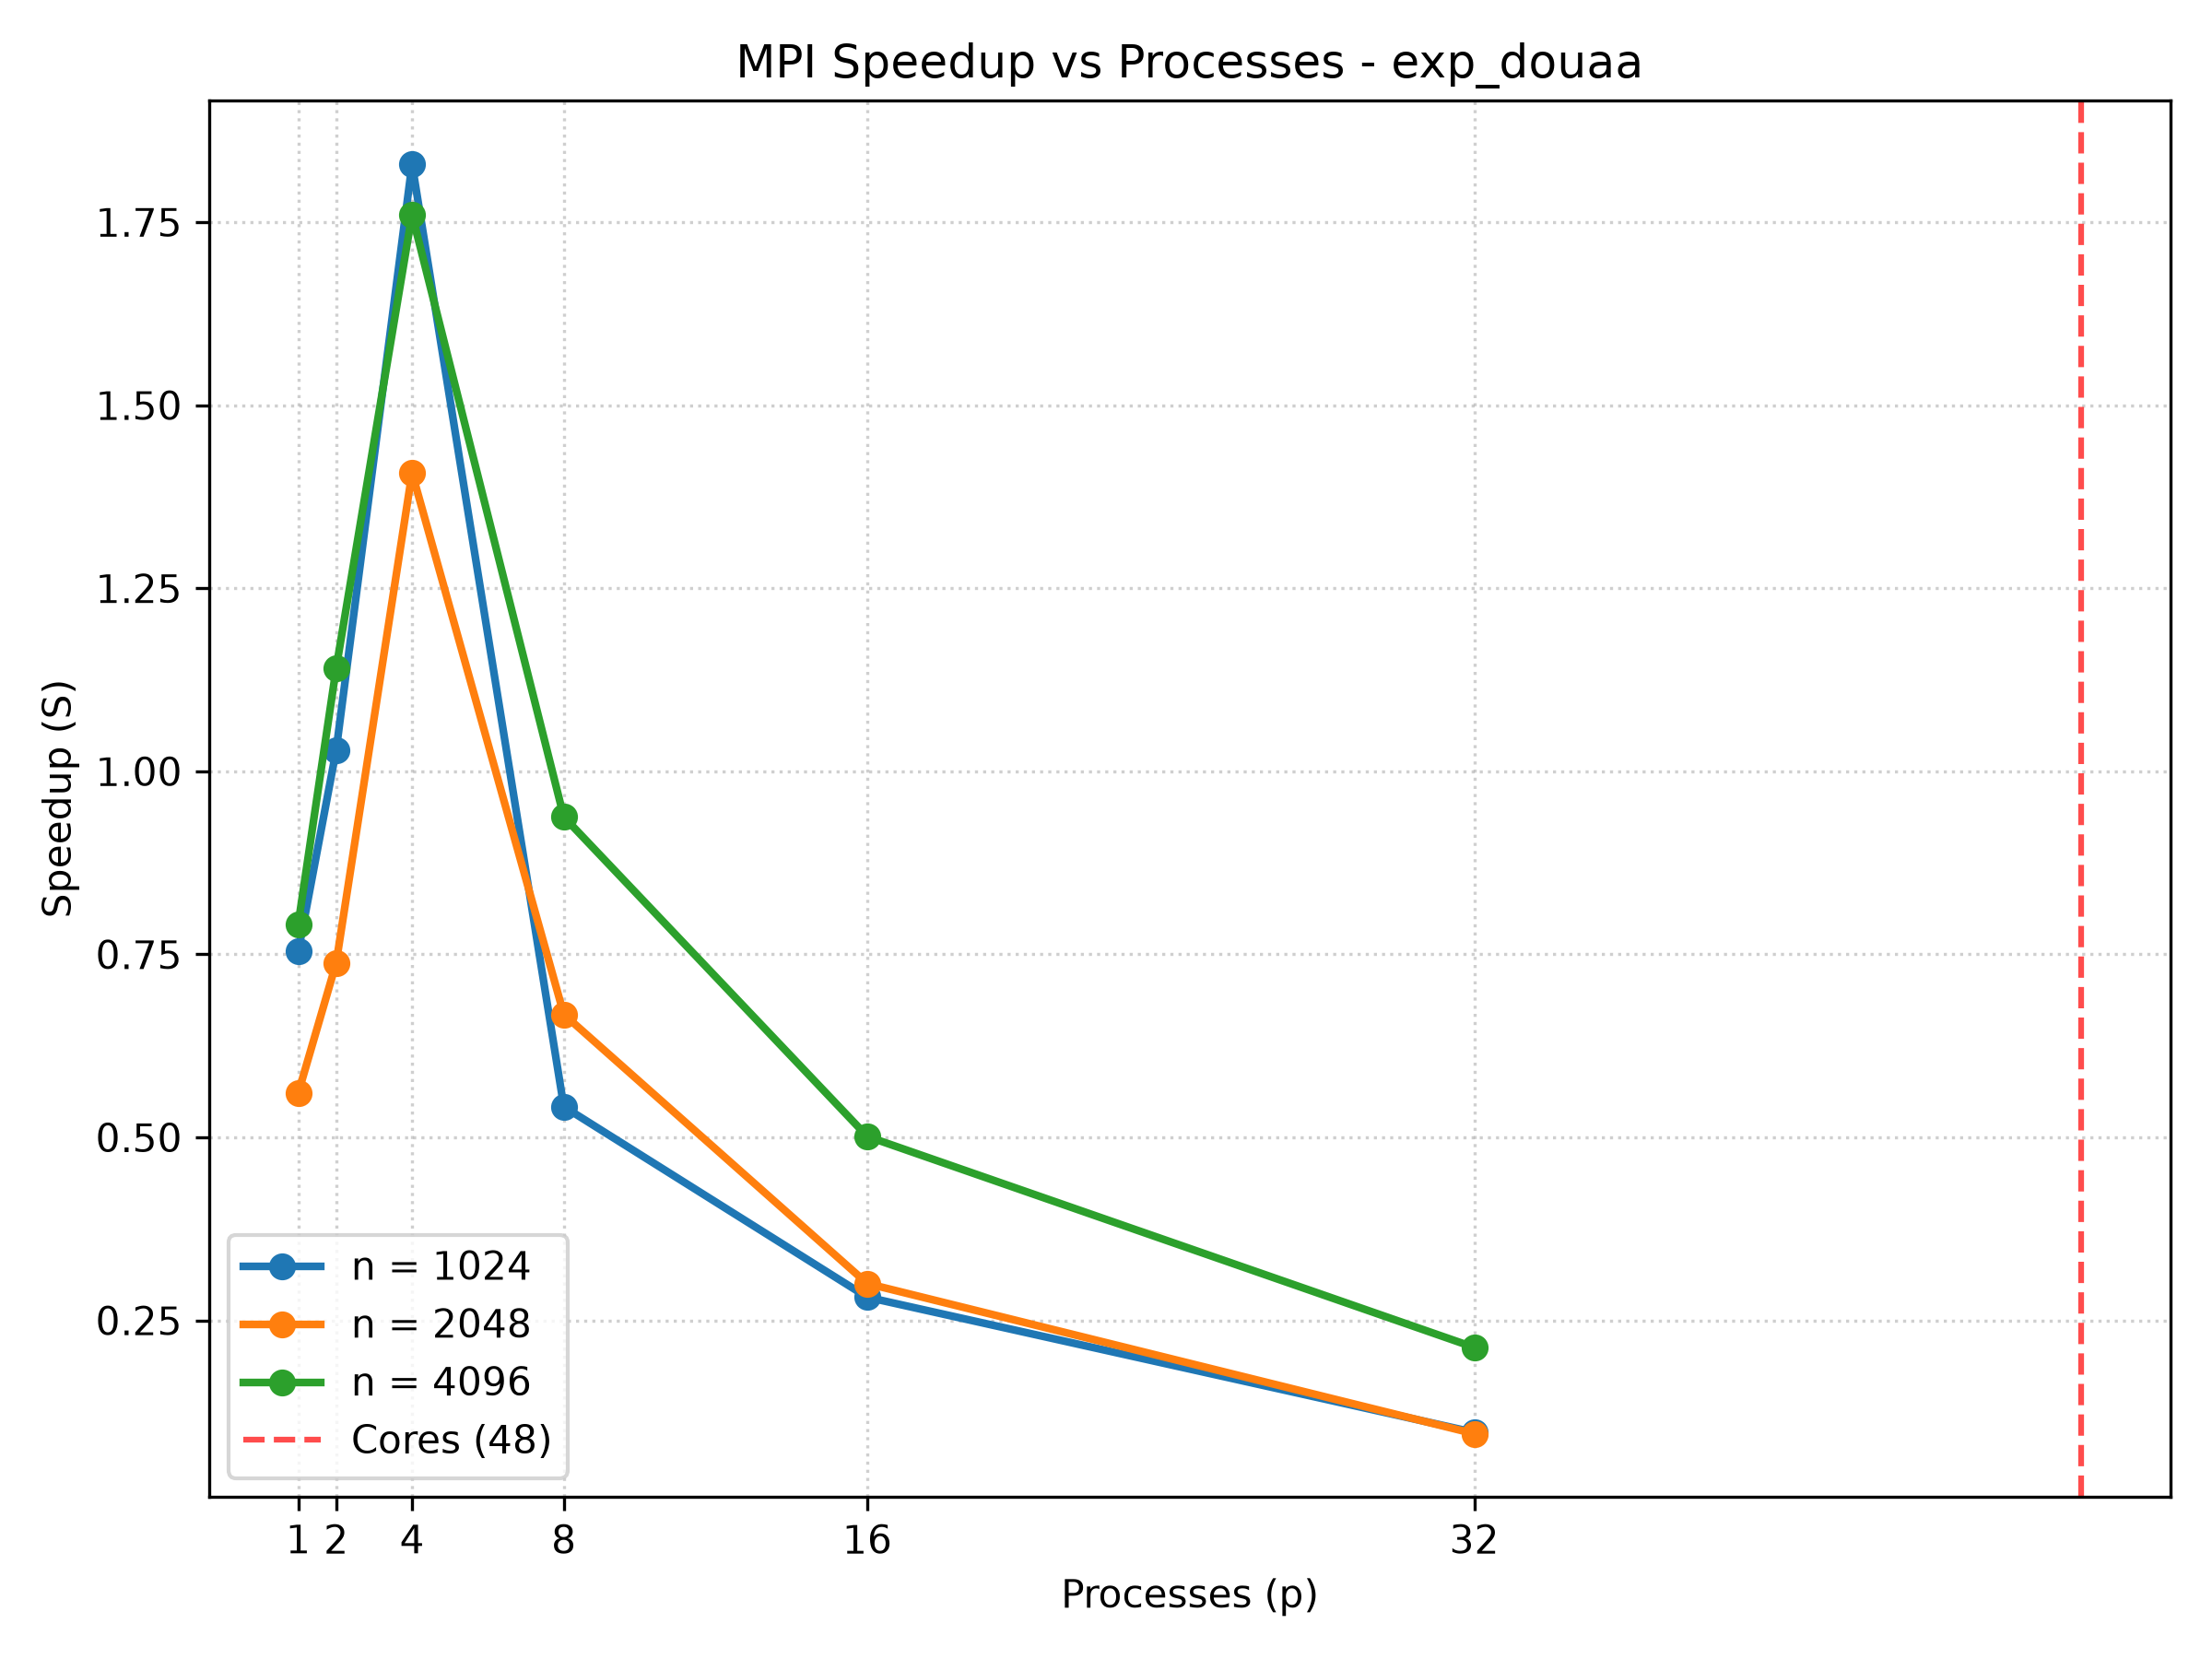 MPI Speedup vs Processes - exp_douaa
Speedup (S)
1.75
1.50
1.25
1.00
0.75
0.50
0.25
n = 1024
n = 2048
n = 4096
Cores (48)
1 2 4 8 16 32
Processes (p)